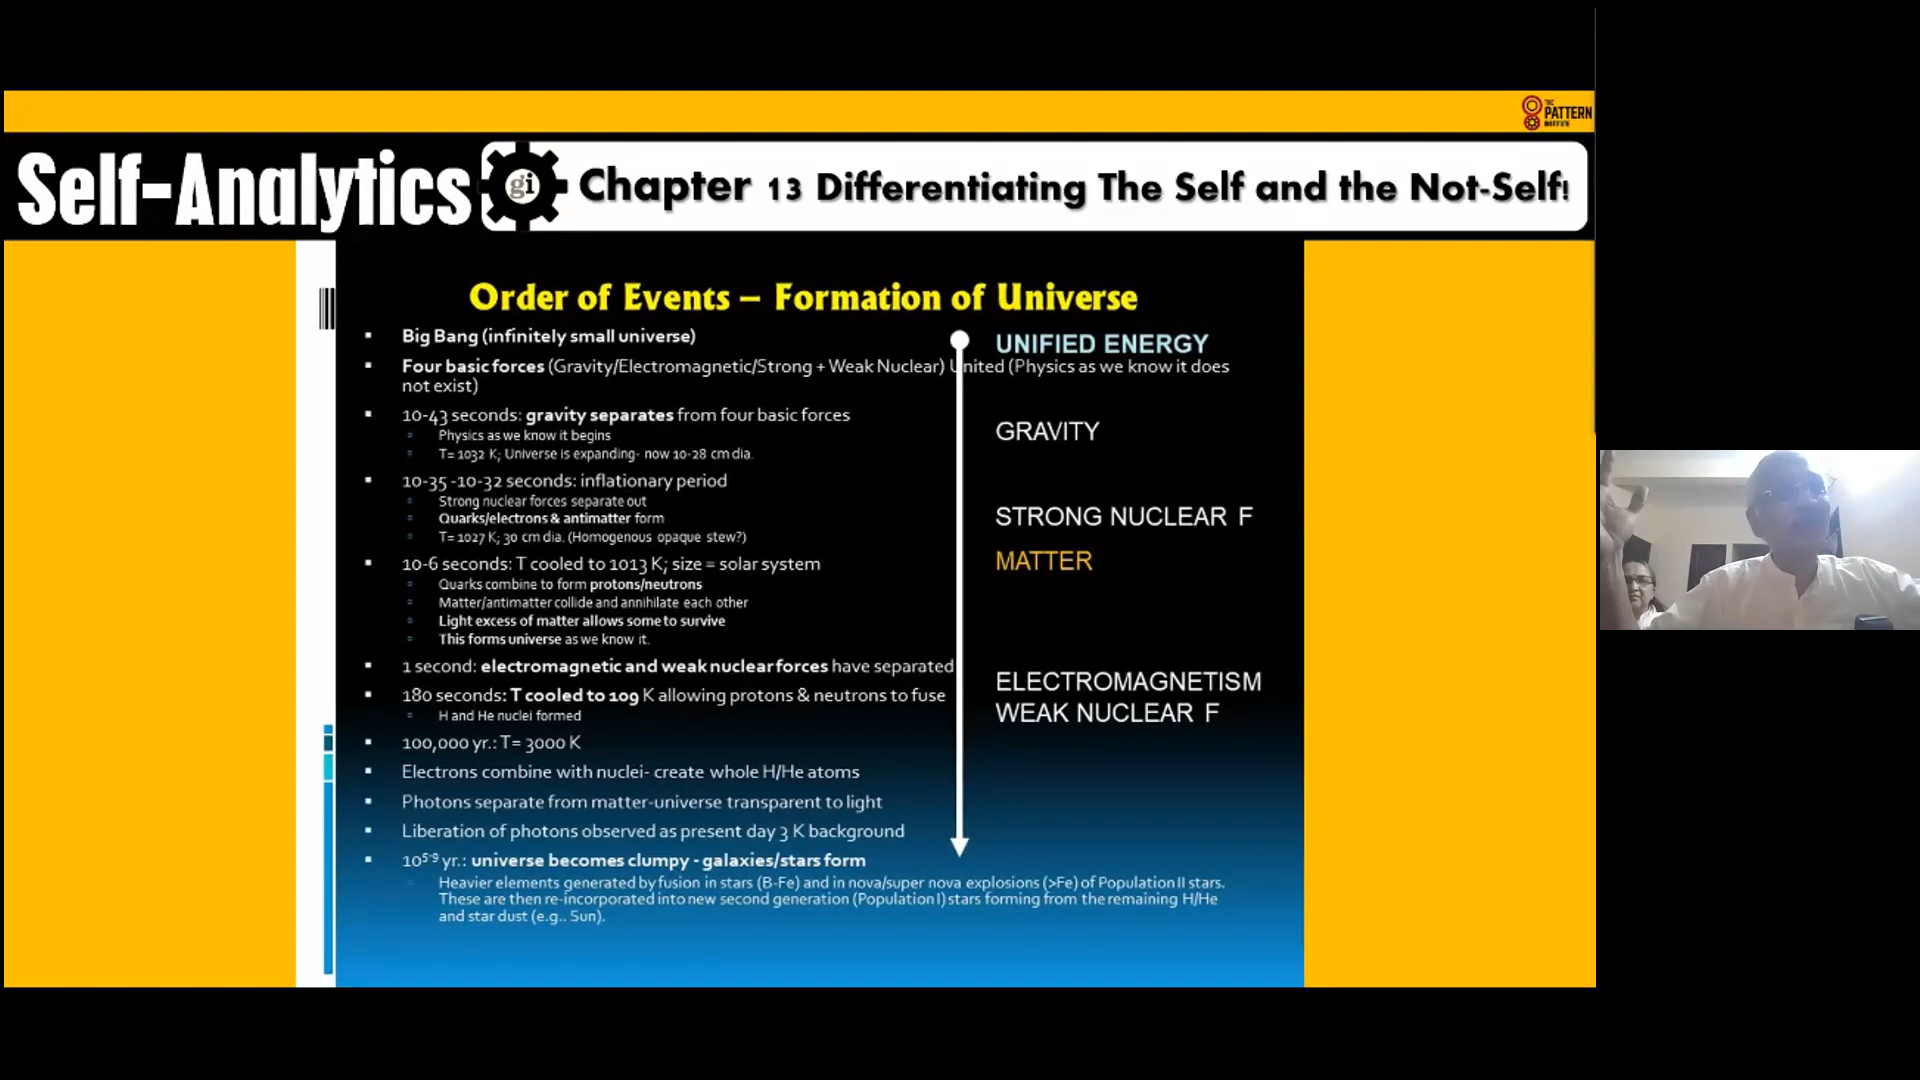 THE
PATTERN
INSTITUTE
Self-Analytics
gi
Chapter 13 Differentiating The Self and the Not-Self!
Order of Events – Formation of Universe
Big Bang (infinitely small universe)
UNIFIED ENERGY
Four basic forces (Gravity/Electromagnetic/Strong + Weak Nuclear) United (Physics as we know it does
not exist)
10-43 seconds: gravity separates from four basic forces
GRAVITY
Physics as we know it begins
T= 1032 K; Universe is expanding- now 10-28 cm dia.
10-35 -10-32 seconds: inflationary period
Strong nuclear forces separate out
STRONG NUCLEAR F
Quarks/electrons & antimatter form
T= 1027 K; 30 cm dia. (Homogenous opaque stew?)
MATTER
10-6 seconds: T cooled to 1013 K; size = solar system
Quarks combine to form protons/neutrons
Matter/antimatter collide and annihilate each other
Light excess of matter allows some to survive
This forms universe as we know it.
1 second: electromagnetic and weak nuclear forces have separated
ELECTROMAGNETISM
180 seconds: T cooled to 109 K allowing protons & neutrons to fuse
WEAK NUCLEAR F
H and He nuclei formed
100,000 yr.: T= 3000 K
Electrons combine with nuclei- create whole H/He atoms
Photons separate from matter-universe transparent to light
Liberation of photons observed as present day 3 K background
10⁵⁻⁹ yr.: universe becomes clumpy - galaxies/stars form
Heavier elements generated by fusion in stars (B-Fe) and in nova/super nova explosions (>Fe) of Population II stars.
These are then re-incorporated into new second generation (Population I) stars forming from the remaining H/He
and star dust (e.g.. Sun).